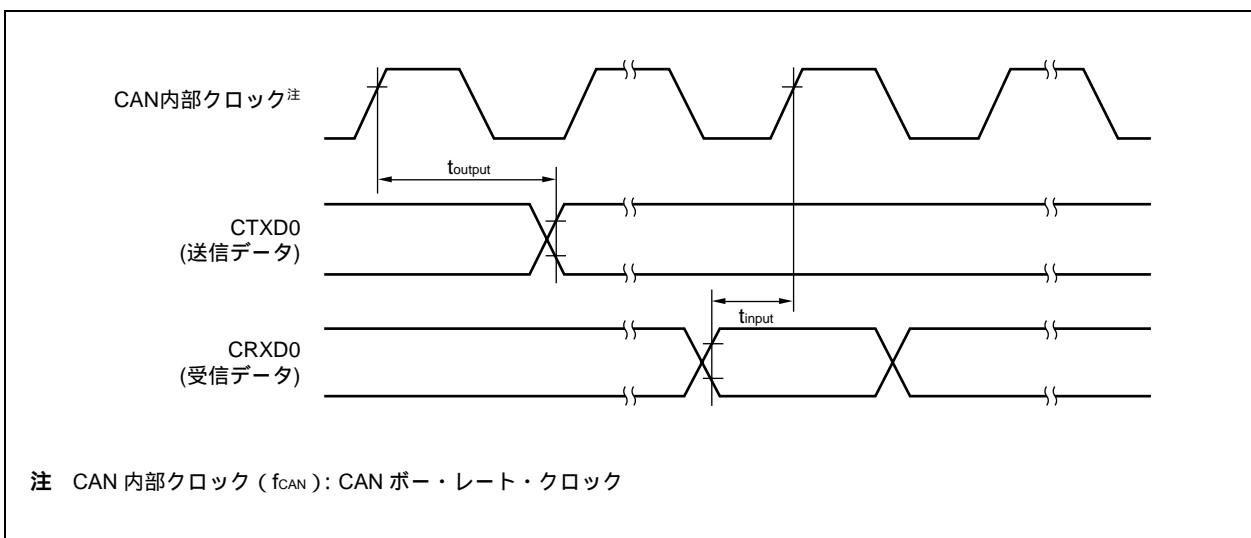 CAN内部クロック注
toutput
CTXD0
(送信データ)
tinput
CRXD0
(受信データ)
注 CAN 内部クロック（fCAN）: CAN ボー・レート・クロック